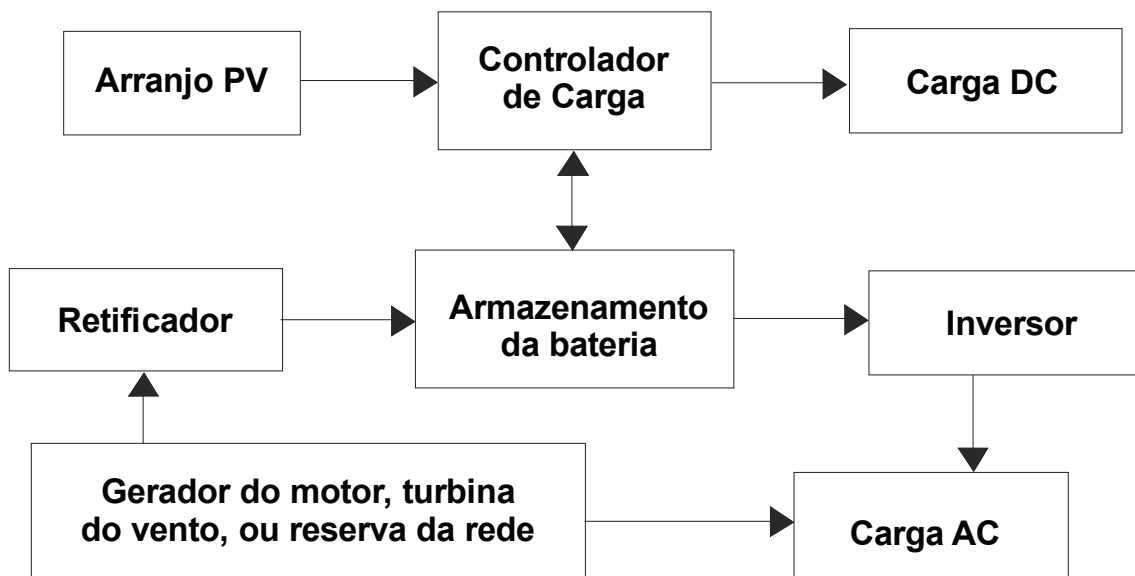 Arranjo PV
Controlador
de Carga
Carga DC
Retificador
Armazenamento
da bateria
Inversor
Gerador do motor, turbina
do vento, ou reserva da rede
Carga AC